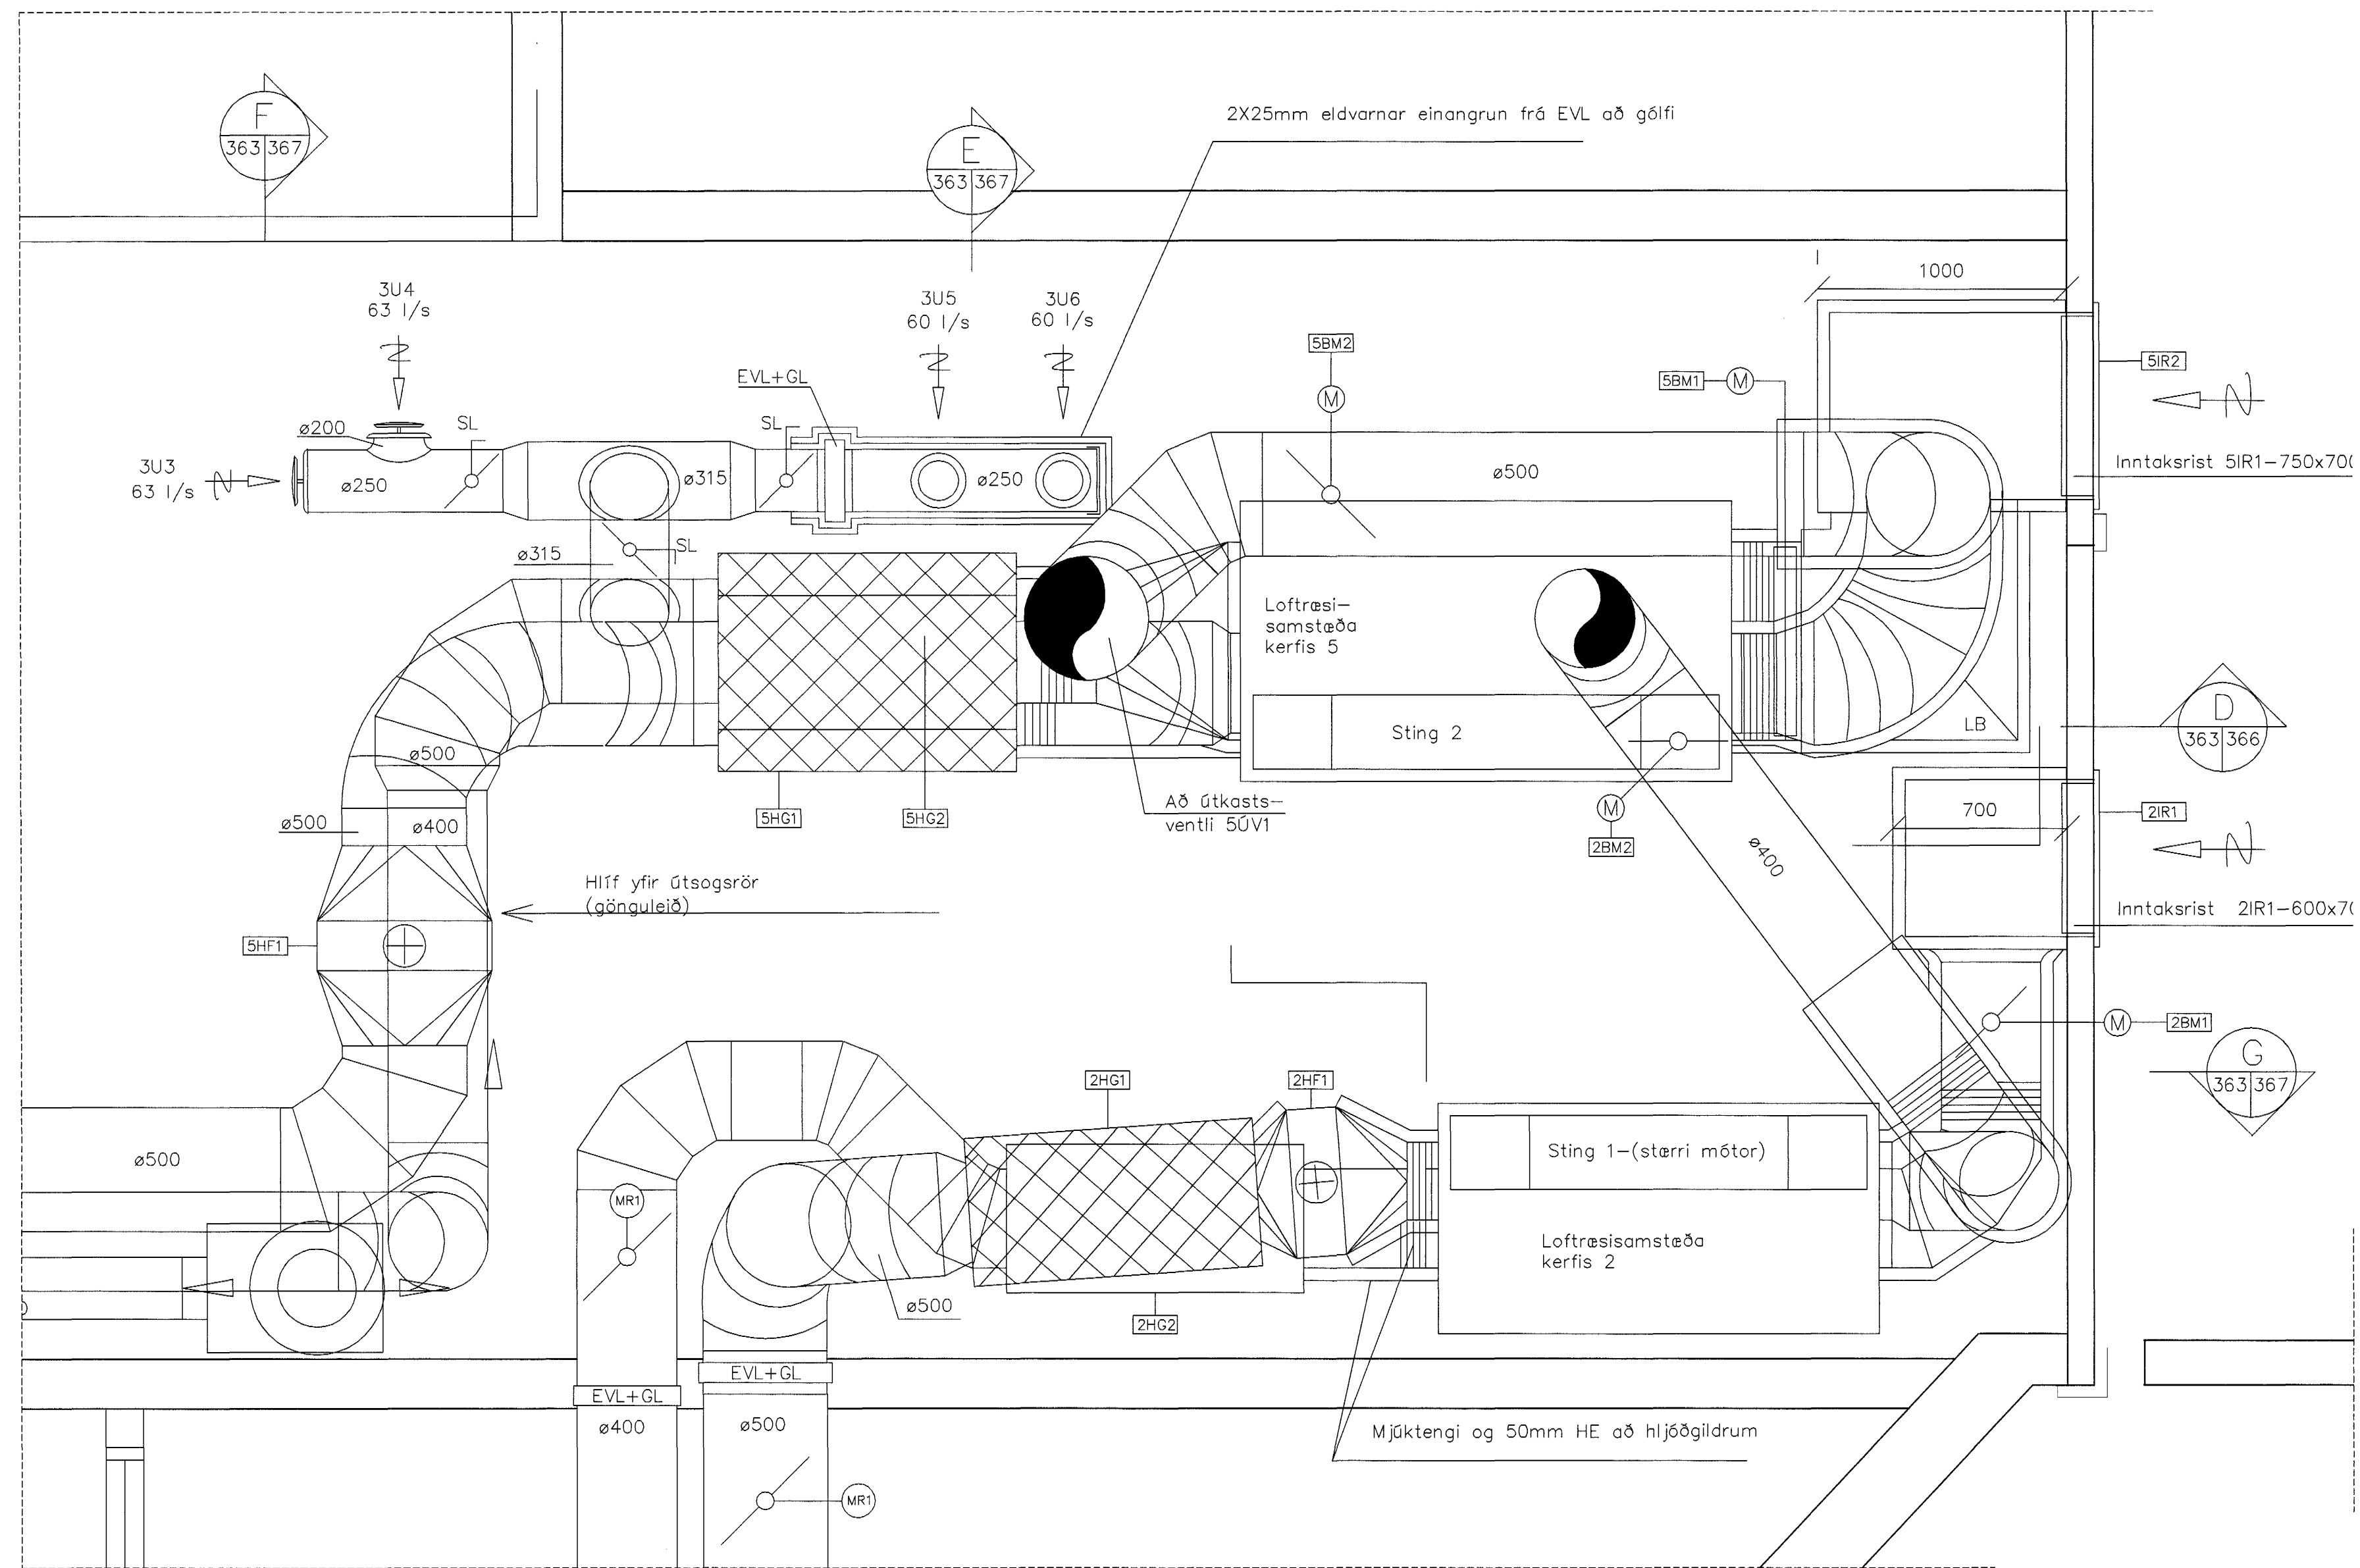 2X25mm eldvarnar einangrun frá EVL að gólfi
F
363 367
E
363 367
1000
3U4
63 l/s
3U5
60 l/s
3U6
60 l/s
5BM2
M
5BM1
M
5IR2
EVL+GL
SL
SL
ø200
3U3
63 l/s
ø250
ø315
ø250
ø500
Inntaksrist 5IR1-750x700
ø315
SL
Loftræsi-
samstæða
kerfis 5
Sting 2
LB
D
363 366
ø500
5HG1
5HG2
Að útkasts-
ventli 5ÚV1
M
2BM2
700
2IR1
ø500
ø400
ø400
Hlíf yfir útsogsrör
(gönguleið)
Inntaksrist 2IR1-600x70
5HF1
M
2BM1
G
363 367
2HG1
2HF1
ø500
Sting 1-(stærri mótor)
MR1
Loftræsisamstæða
kerfis 2
ø500
2HG2
EVL+GL
EVL+GL
ø400
ø500
Mjúktengi og 50mm HE að hljóðgildrum
MR1